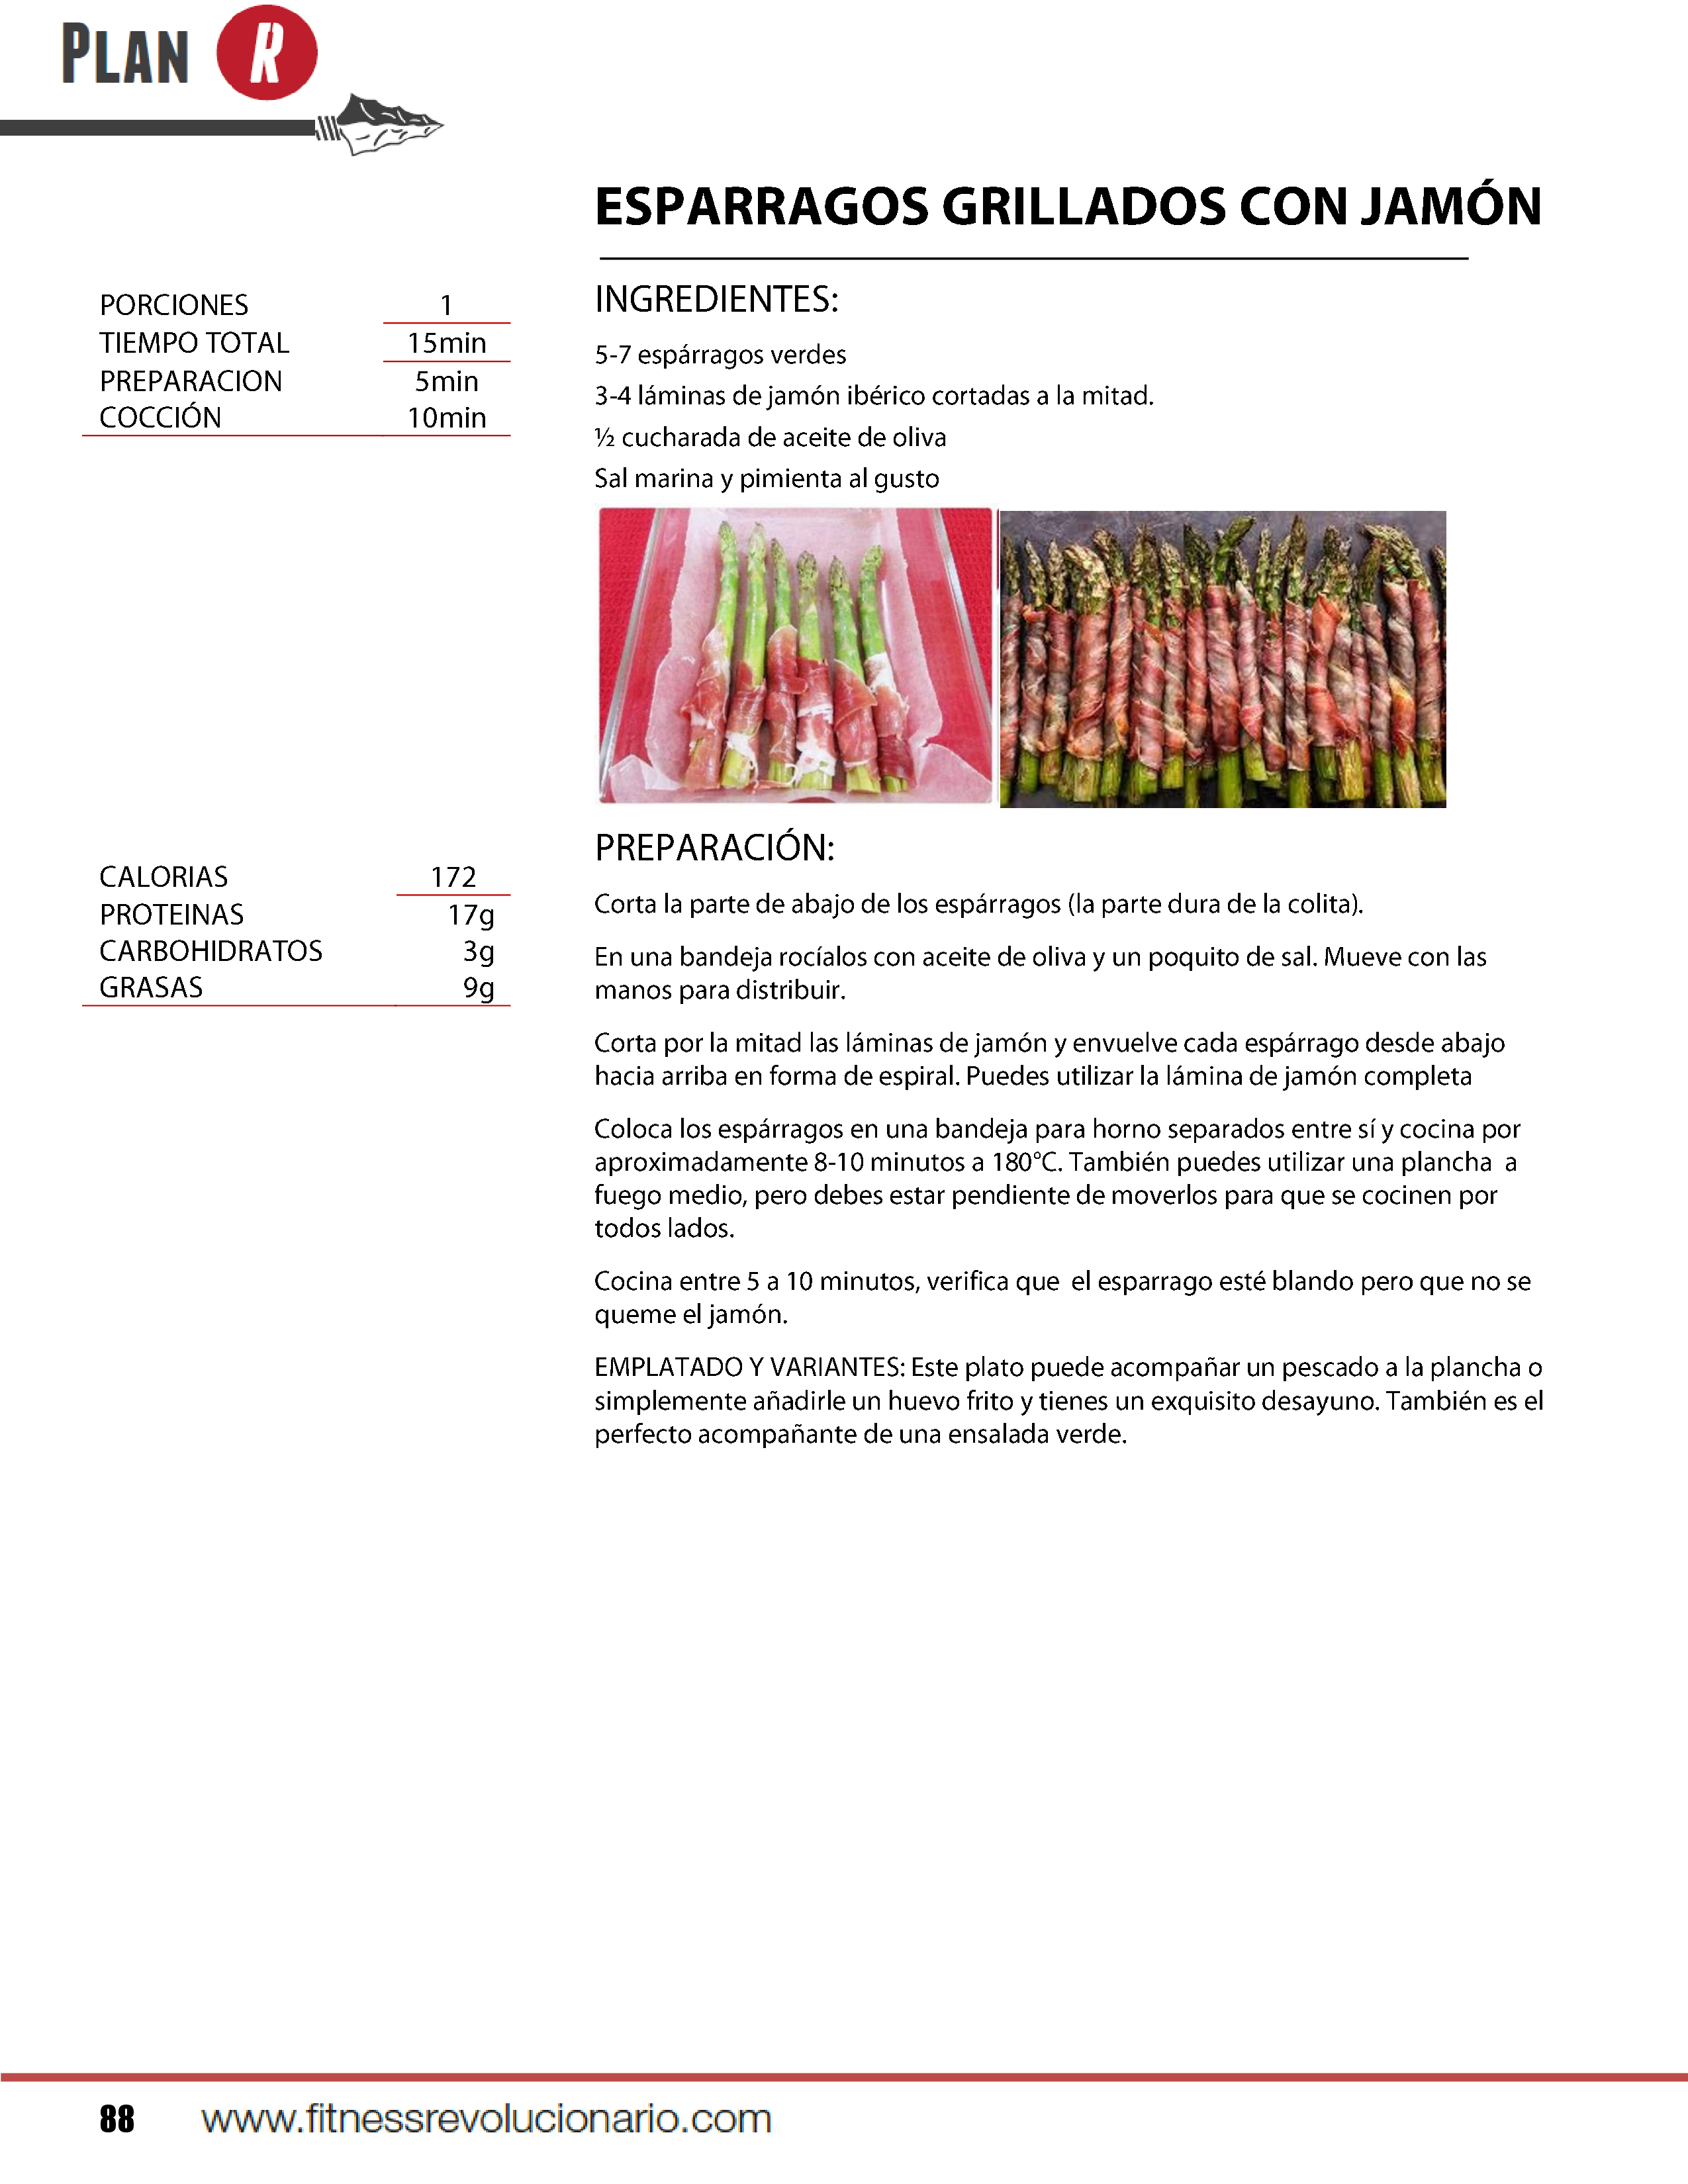 PLAN R
ESPARRAGOS GRILLADOS CON JAMÓN
PORCIONES 1
TIEMPO TOTAL 15min
PREPARACION 5min
COCCIÓN 10min
INGREDIENTES:
5-7 espárragos verdes
3-4 láminas de jamón ibérico cortadas a la mitad.
½ cucharada de aceite de oliva
Sal marina y pimienta al gusto
CALORIAS 172
PROTEINAS 17g
CARBOHIDRATOS 3g
GRASAS 9g
PREPARACIÓN:
Corta la parte de abajo de los espárragos (la parte dura de la colita).
En una bandeja rocíalos con aceite de oliva y un poquito de sal. Mueve con las
manos para distribuir.
Corta por la mitad las láminas de jamón y envuelve cada espárrago desde abajo
hacia arriba en forma de espiral. Puedes utilizar la lámina de jamón completa
Coloca los espárragos en una bandeja para horno separados entre sí y cocina por
aproximadamente 8-10 minutos a 180°C. También puedes utilizar una plancha  a
fuego medio, pero debes estar pendiente de moverlos para que se cocinen por
todos lados.
Cocina entre 5 a 10 minutos, verifica que  el esparrago esté blando pero que no se
queme el jamón.
EMPLATADO Y VARIANTES: Este plato puede acompañar un pescado a la plancha o
simplemente añadirle un huevo frito y tienes un exquisito desayuno. También es el
perfecto acompañante de una ensalada verde.
88 www.fitnessrevolucionario.com